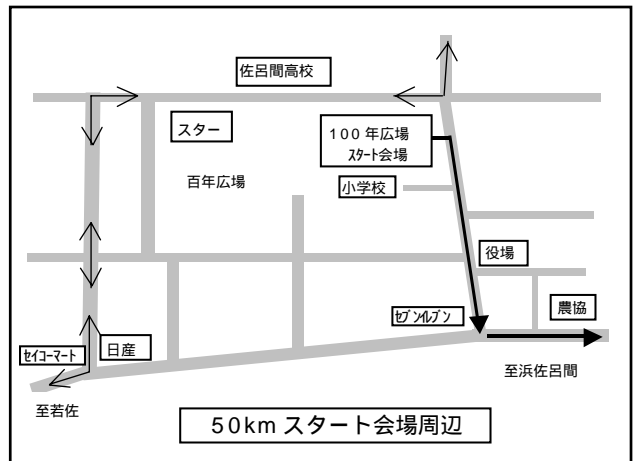 佐呂間高校
スター
100年広場
スタート会場
百年広場
小学校
役場
農協
セブンイレブン
日産
セイコーマート
至浜佐呂間
至若佐
50kmスタート会場周辺